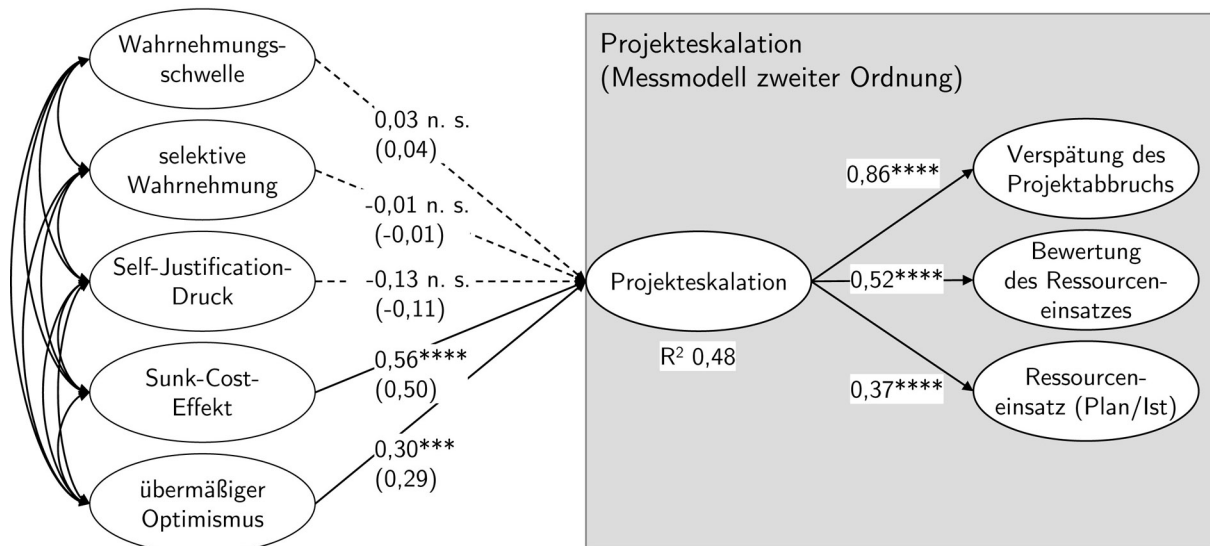 Wahrnehmungs-
schwelle
selektive
Wahrnehmung
Self-Justification-
Druck
Sunk-Cost-
Effekt
übermäßiger
Optimismus
0,03 n. s.
(0,04)
-0,01 n. s.
(-0,01)
-0,13 n. s.
(-0,11)
0,56****
(0,50)
0,30***
(0,29)
Projekteskalation
(Messmodell zweiter Ordnung)
Projekteskalation
R² 0,48
0,86****
0,52****
0,37****
Verspätung des
Projektabbruchs
Bewertung
des Ressourcen-
einsatzes
Ressourcen-
einsatz (Plan/Ist)